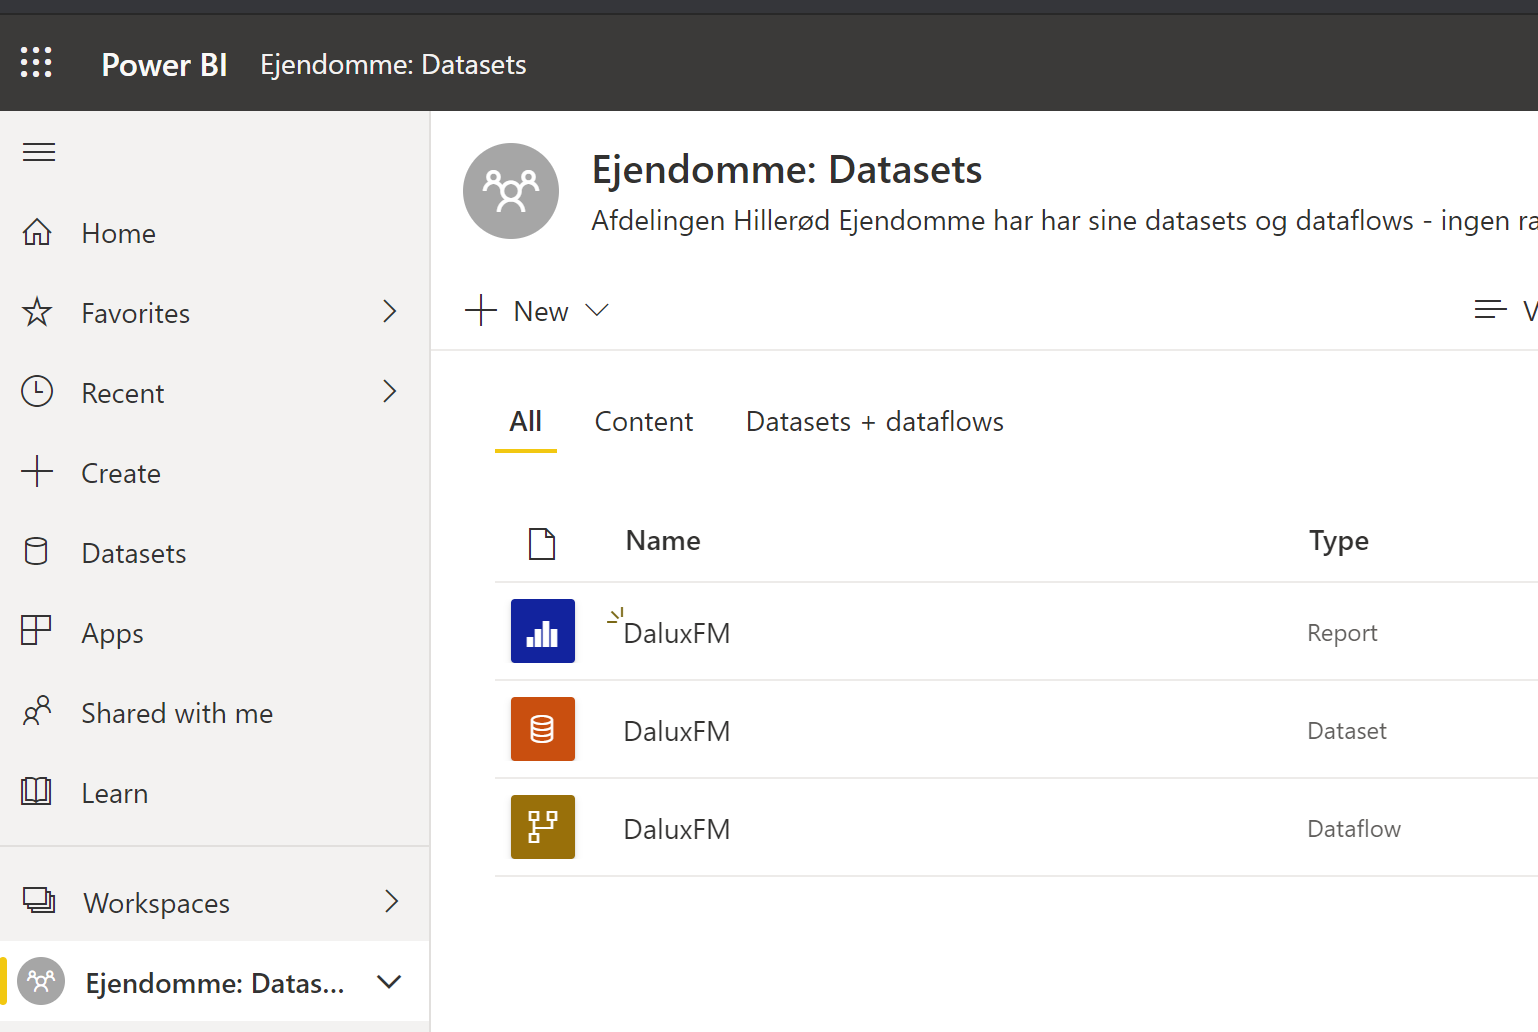 Power BI Ejendomme: Datasets
Home
Favorites
Recent
Create
Datasets
Apps
Shared with me
Learn
Workspaces
Ejendomme: Datas...
Ejendomme: Datasets
Afdelingen Hillerød Ejendomme har har sine datasets og dataflows - ingen
New
All Content Datasets + dataflows
Name Type
DaluxFM Report
DaluxFM Dataset
DaluxFM Dataflow